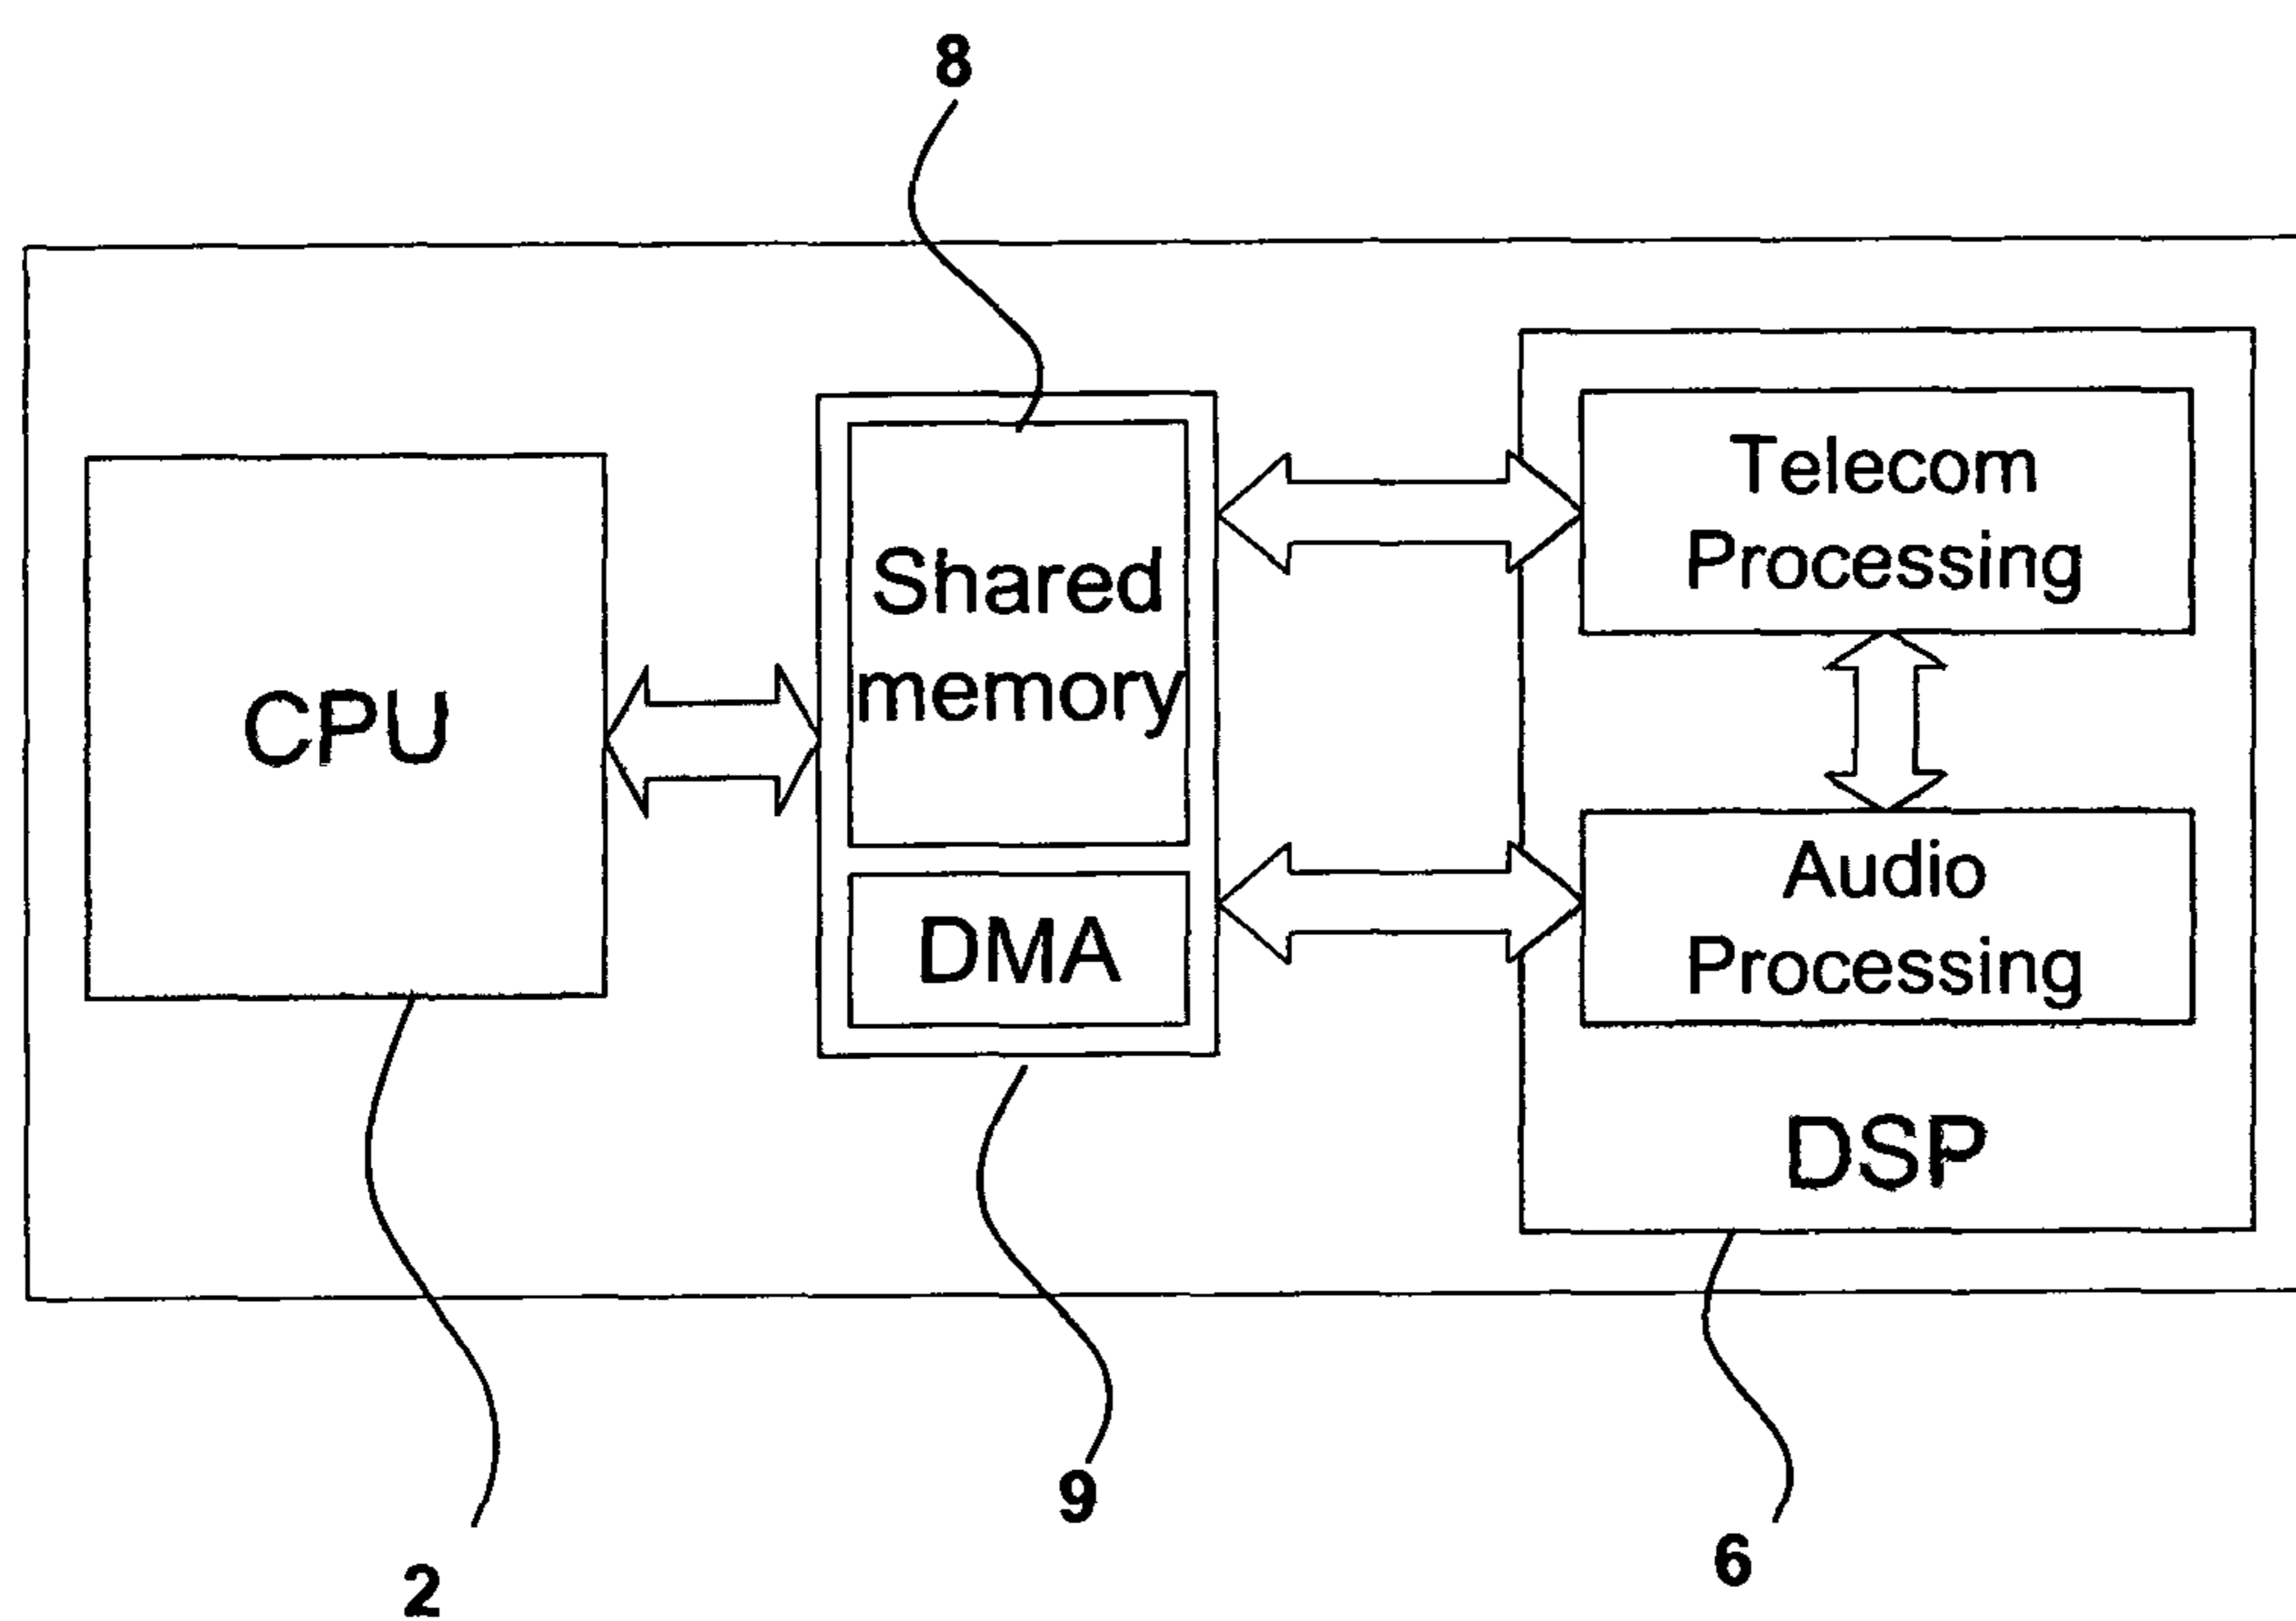 8
Telecom
Processing
Shared
memory
CPU
Audio
Processing
DMA
DSP
9
6
2